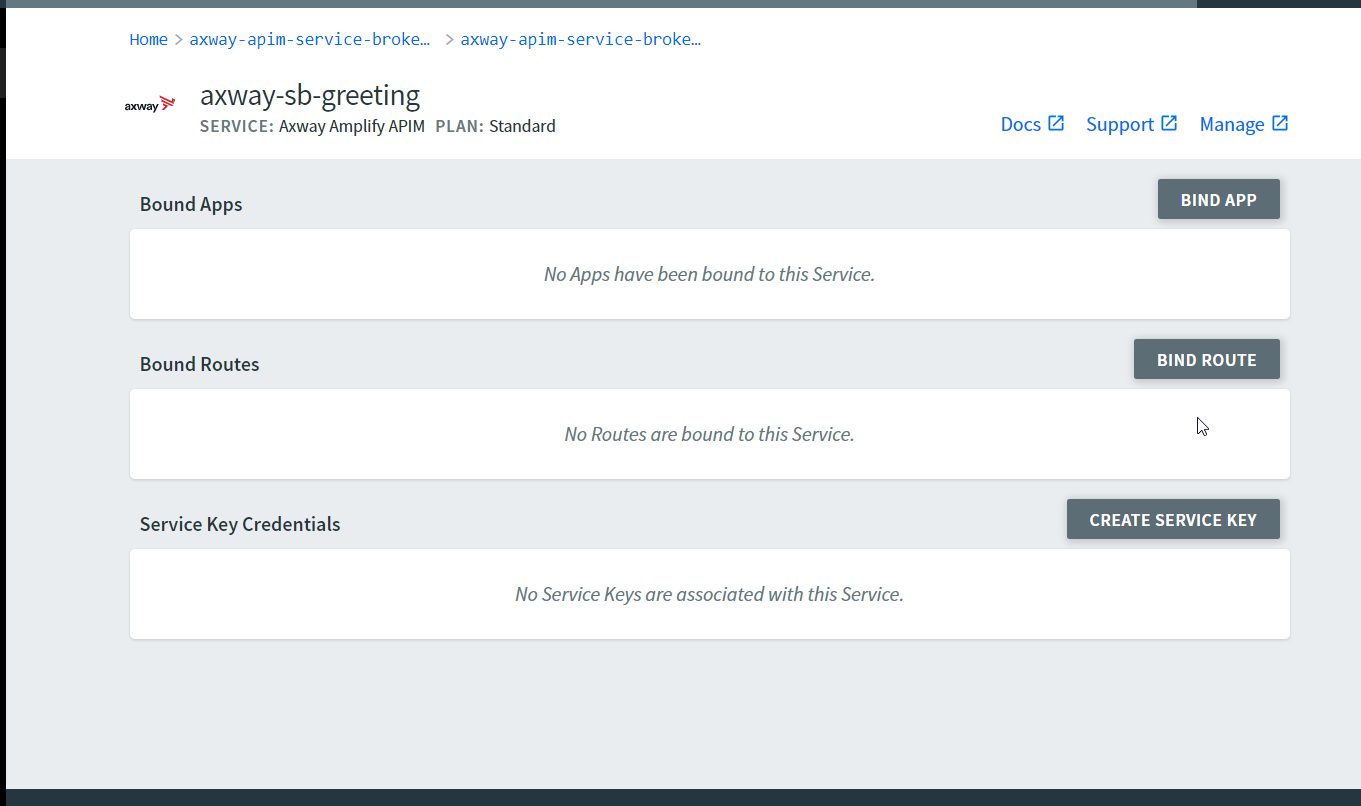 Home > axway-apim-service-broke… > axway-apim-service-broke…
axway
axway-sb-greeting
SERVICE: Axway Amplify APIM PLAN: Standard
Docs Support Manage
Bound Apps
BIND APP
No Apps have been bound to this Service.
Bound Routes
BIND ROUTE
No Routes are bound to this Service.
Service Key Credentials
CREATE SERVICE KEY
No Service Keys are associated with this Service.